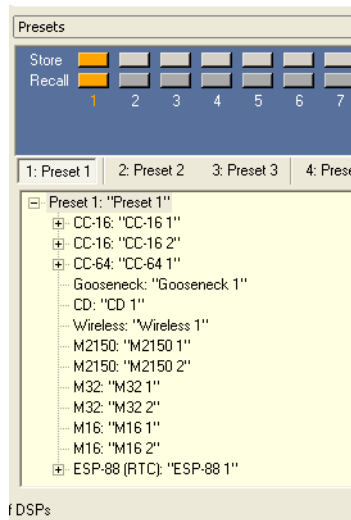 Presets
Store
Recall
1 2 3 4 5 6 7
1: Preset 1 2: Preset 2 3: Preset 3 4: Prese
Preset 1: "Preset 1"
CC-16: "CC-16 1"
CC-16: "CC-16 2"
CC-64: "CC-64 1"
Gooseneck: "Gooseneck 1"
CD: "CD 1"
Wireless: "Wireless 1"
M2150: "M2150 1"
M2150: "M2150 2"
M32: "M32 1"
M32: "M32 2"
M16: "M16 1"
M16: "M16 2"
ESP-88 (RTC): "ESP-88 1"
f DSPs